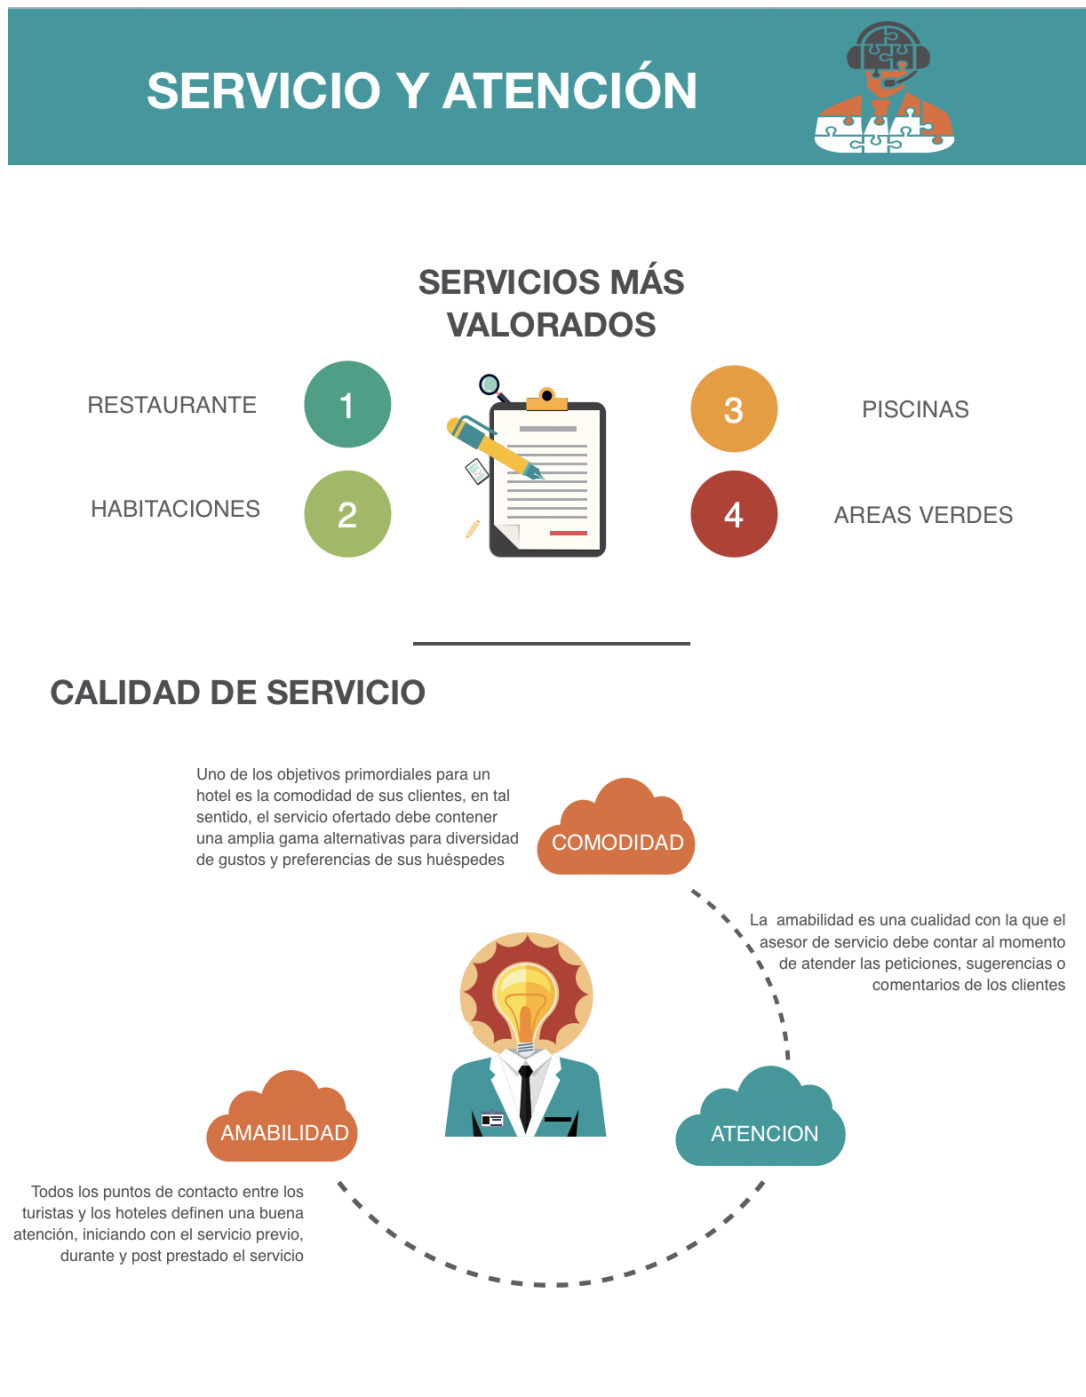 SERVICIO Y ATENCIÓN
SERVICIOS MÁS
VALORADOS
RESTAURANTE
1
HABITACIONES
2
3
PISCINAS
4
AREAS VERDES
CALIDAD DE SERVICIO
Uno de los objetivos primordiales para un
hotel es la comodidad de sus clientes, en tal
sentido, el servicio ofertado debe contener
una amplia gama alternativas para diversidad
de gustos y preferencias de sus huéspedes
COMODIDAD
La  amabilidad es una cualidad con la que el
asesor de servicio debe contar al momento
de atender las peticiones, sugerencias o
comentarios de los clientes
ATENCION
AMABILIDAD
Todos los puntos de contacto entre los
turistas y los hoteles definen una buena
atención, iniciando con el servicio previo,
durante y post prestado el servicio